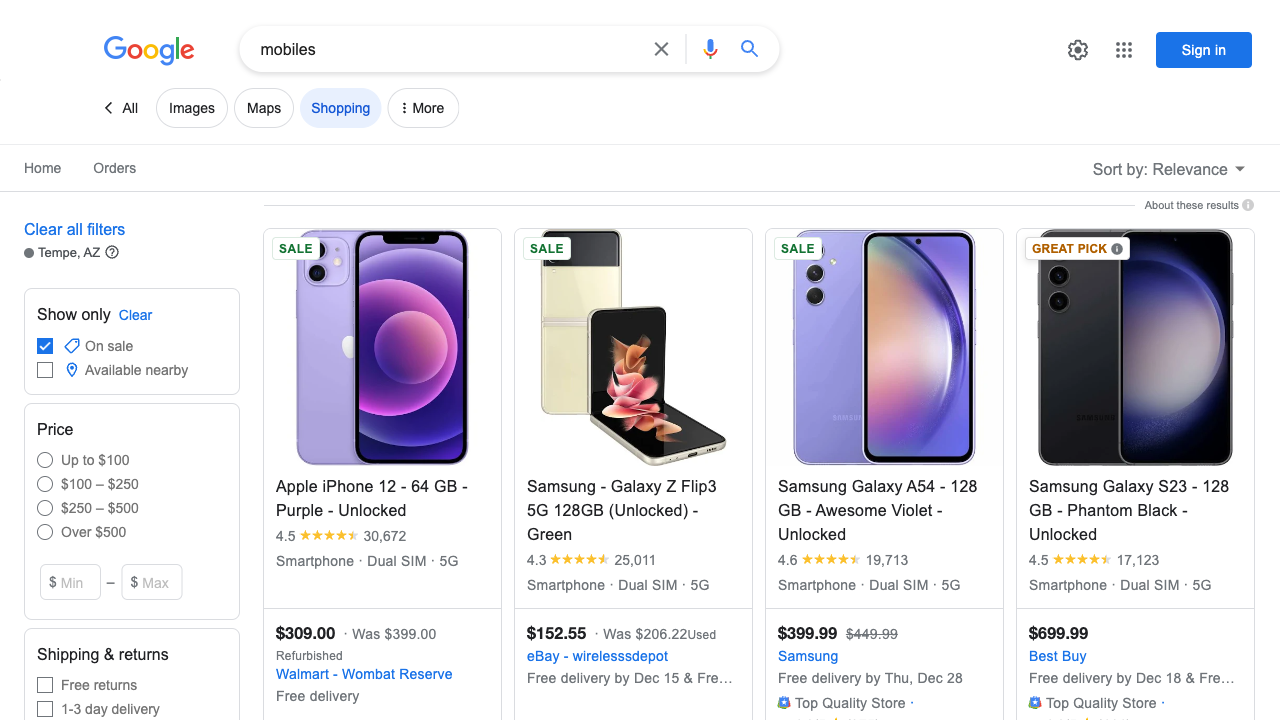 Google
mobiles
Sign in
All
Images
Maps
Shopping
More
Home
Orders
Sort by: Relevance
About these results
Clear all filters
Tempe, AZ
Show only Clear
On sale
Available nearby
Price
Up to $100
$100 – $250
$250 – $500
Over $500
$ Min – $ Max
Shipping & returns
Free returns
1-3 day delivery
SALE
Apple iPhone 12 - 64 GB -
Purple - Unlocked
4.5 30,672
Smartphone · Dual SIM · 5G
$309.00 · Was $399.00
Refurbished
Walmart - Wombat Reserve
Free delivery
SALE
Samsung - Galaxy Z Flip3
5G 128GB (Unlocked) -
Green
4.3 25,011
Smartphone · Dual SIM · 5G
$152.55 · Was $206.22Used
eBay - wirelesssdepot
Free delivery by Dec 15 & Fre…
SALE
SAMSUNG
Samsung Galaxy A54 - 128
GB - Awesome Violet -
Unlocked
4.6 19,713
Smartphone · Dual SIM · 5G
$399.99 $449.99
Samsung
Free delivery by Thu, Dec 28
Top Quality Store ·
GREAT PICK
SAMSUNG
Samsung Galaxy S23 - 128
GB - Phantom Black -
Unlocked
4.5 17,123
Smartphone · Dual SIM · 5G
$699.99
Best Buy
Free delivery by Dec 18 & Fre…
Top Quality Store ·